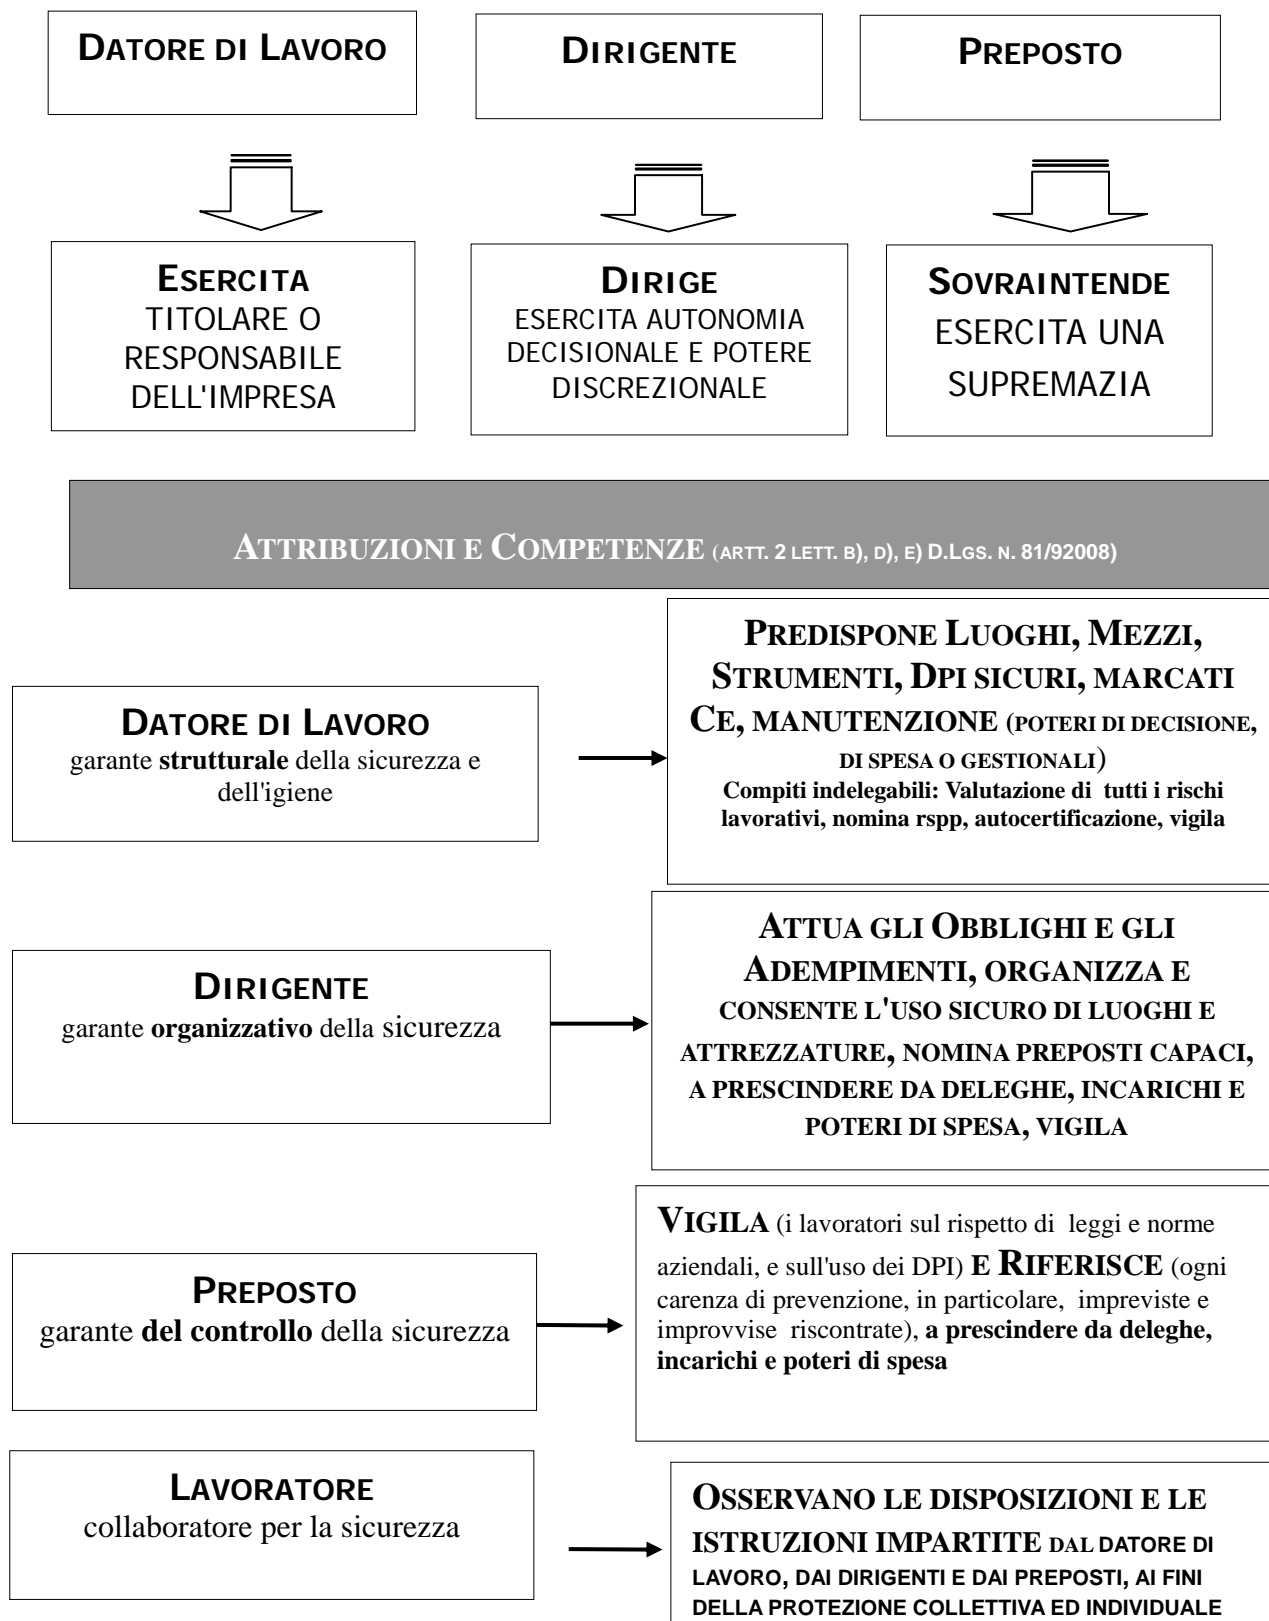 DATORE DI LAVORO
DIRIGENTE
PREPOSTO
ESERCITA
TITOLARE O
RESPONSABILE
DELL'IMPRESA
DIRIGE
ESERCITA AUTONOMIA
DECISIONALE E POTERE
DISCREZIONALE
SOVRAINTENDE
ESERCITA UNA
SUPREMAZIA
ATTRIBUZIONI E COMPETENZE (ARTT. 2 LETT. B), D), E) D.LGS. N. 81/92008)
DATORE DI LAVORO
garante strutturale della sicurezza e
dell'igiene
PREDISPONE LUOGHI, MEZZI,
STRUMENTI, DPI SICURI, MARCATI
CE, MANUTENZIONE (POTERI DI DECISIONE,
DI SPESA O GESTIONALI)
Compiti indelegabili: Valutazione di tutti i rischi
lavorativi, nomina rspp, autocertificazione, vigila
DIRIGENTE
garante organizzativo della sicurezza
ATTUA GLI OBBLIGHI E GLI
ADEMPIMENTI, ORGANIZZA E
CONSENTE L'USO SICURO DI LUOGHI E
ATTREZZATURE, NOMINA PREPOSTI CAPACI,
A PRESCINDERE DA DELEGHE, INCARICHI E
POTERI DI SPESA, VIGILA
PREPOSTO
garante del controllo della sicurezza
VIGILA (i lavoratori sul rispetto di leggi e norme
aziendali, e sull'uso dei DPI) E RIFERISCE (ogni
carenza di prevenzione, in particolare, impreviste e
improvvise riscontrate), a prescindere da deleghe,
incarichi e poteri di spesa
LAVORATORE
collaboratore per la sicurezza
OSSERVANO LE DISPOSIZIONI E LE
ISTRUZIONI IMPARTITE DAL DATORE DI
LAVORO, DAI DIRIGENTI E DAI PREPOSTI, AI FINI
DELLA PROTEZIONE COLLETTIVA ED INDIVIDUALE